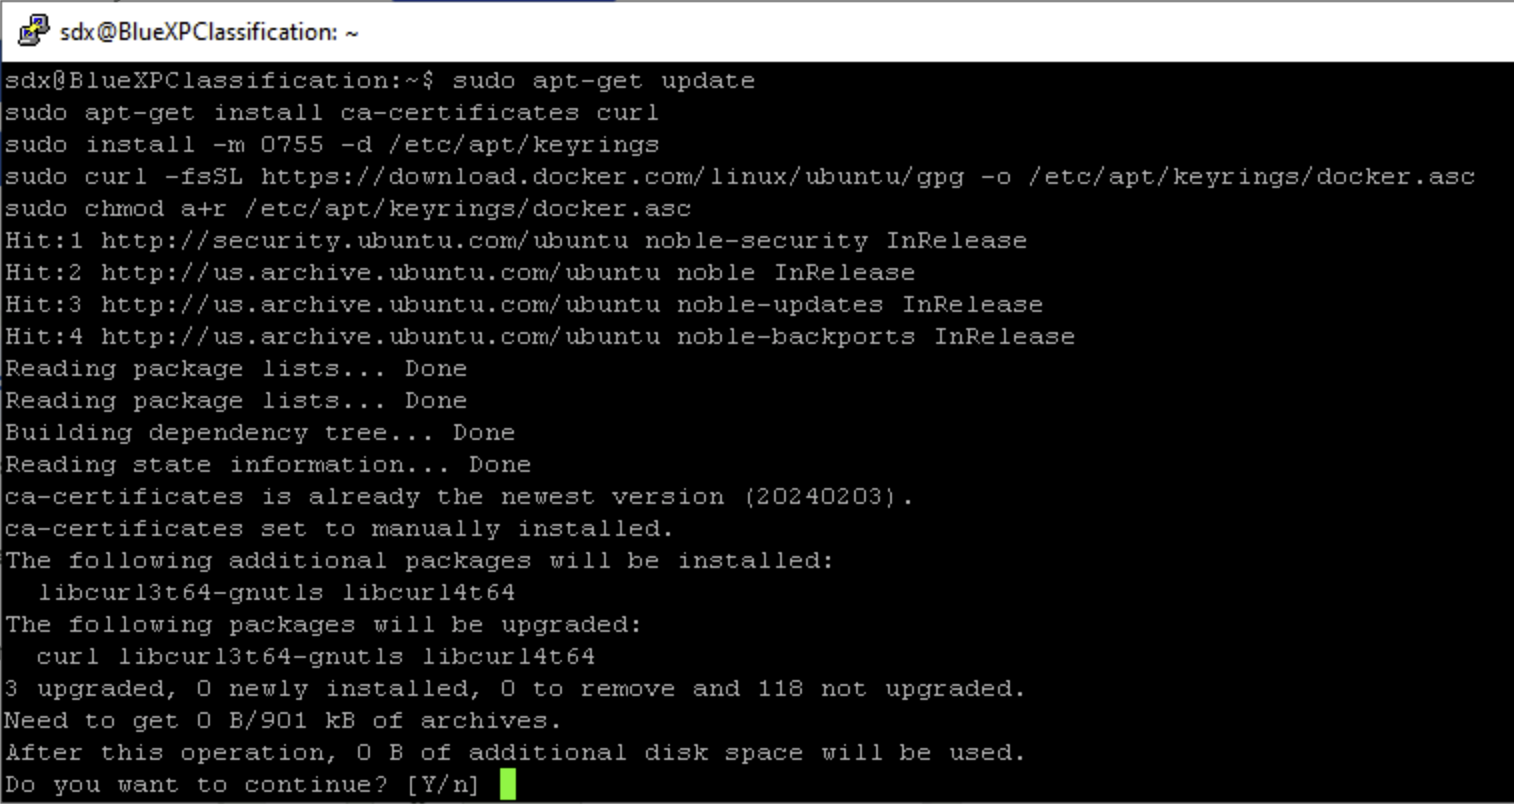 sdx@BlueXPClassification: ~
sdx@BlueXPClassification:~$ sudo apt-get update
sudo apt-get install ca-certificates curl
sudo install -m 0755 -d /etc/apt/keyrings
sudo curl -fsSL https://download.docker.com/linux/ubuntu/gpg -o /etc/apt/keyrings/docker.asc
sudo chmod a+r /etc/apt/keyrings/docker.asc
Hit:1 http://security.ubuntu.com/ubuntu noble-security InRelease
Hit:2 http://us.archive.ubuntu.com/ubuntu noble InRelease
Hit:3 http://us.archive.ubuntu.com/ubuntu noble-updates InRelease
Hit:4 http://us.archive.ubuntu.com/ubuntu noble-backports InRelease
Reading package lists... Done
Reading package lists... Done
Building dependency tree... Done
Reading state information... Done
ca-certificates is already the newest version (20240203).
ca-certificates set to manually installed.
The following additional packages will be installed:
  libcurl3t64-gnutls libcurl4t64
The following packages will be upgraded:
  curl libcurl3t64-gnutls libcurl4t64
3 upgraded, 0 newly installed, 0 to remove and 118 not upgraded.
Need to get 0 B/901 kB of archives.
After this operation, 0 B of additional disk space will be used.
Do you want to continue? [Y/n]